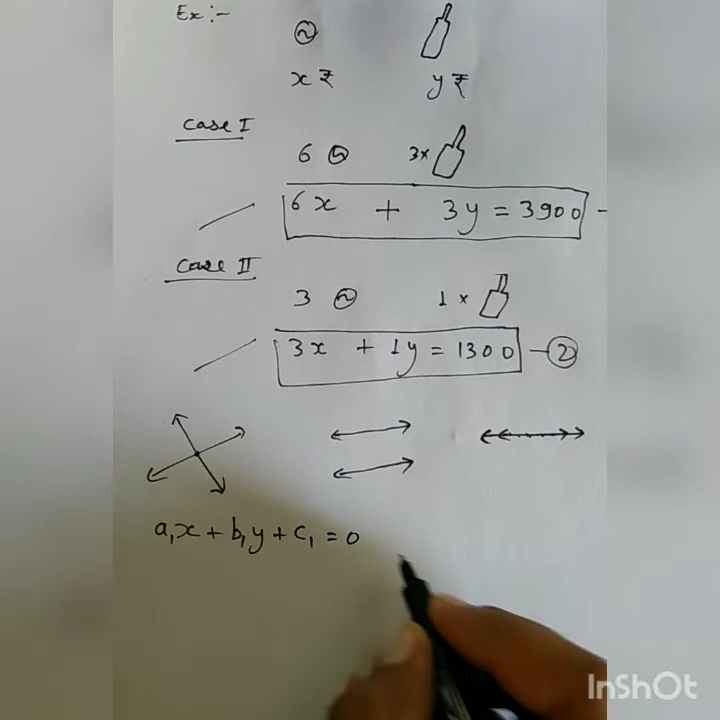 Ex:-
x ₹ y ₹
Case I
6 3x
6x + 3y = 3900 -
Case II
3 1 x
3x + 1y = 1300 - 2
a₁x + b₁y + c₁ = 0
InShOt